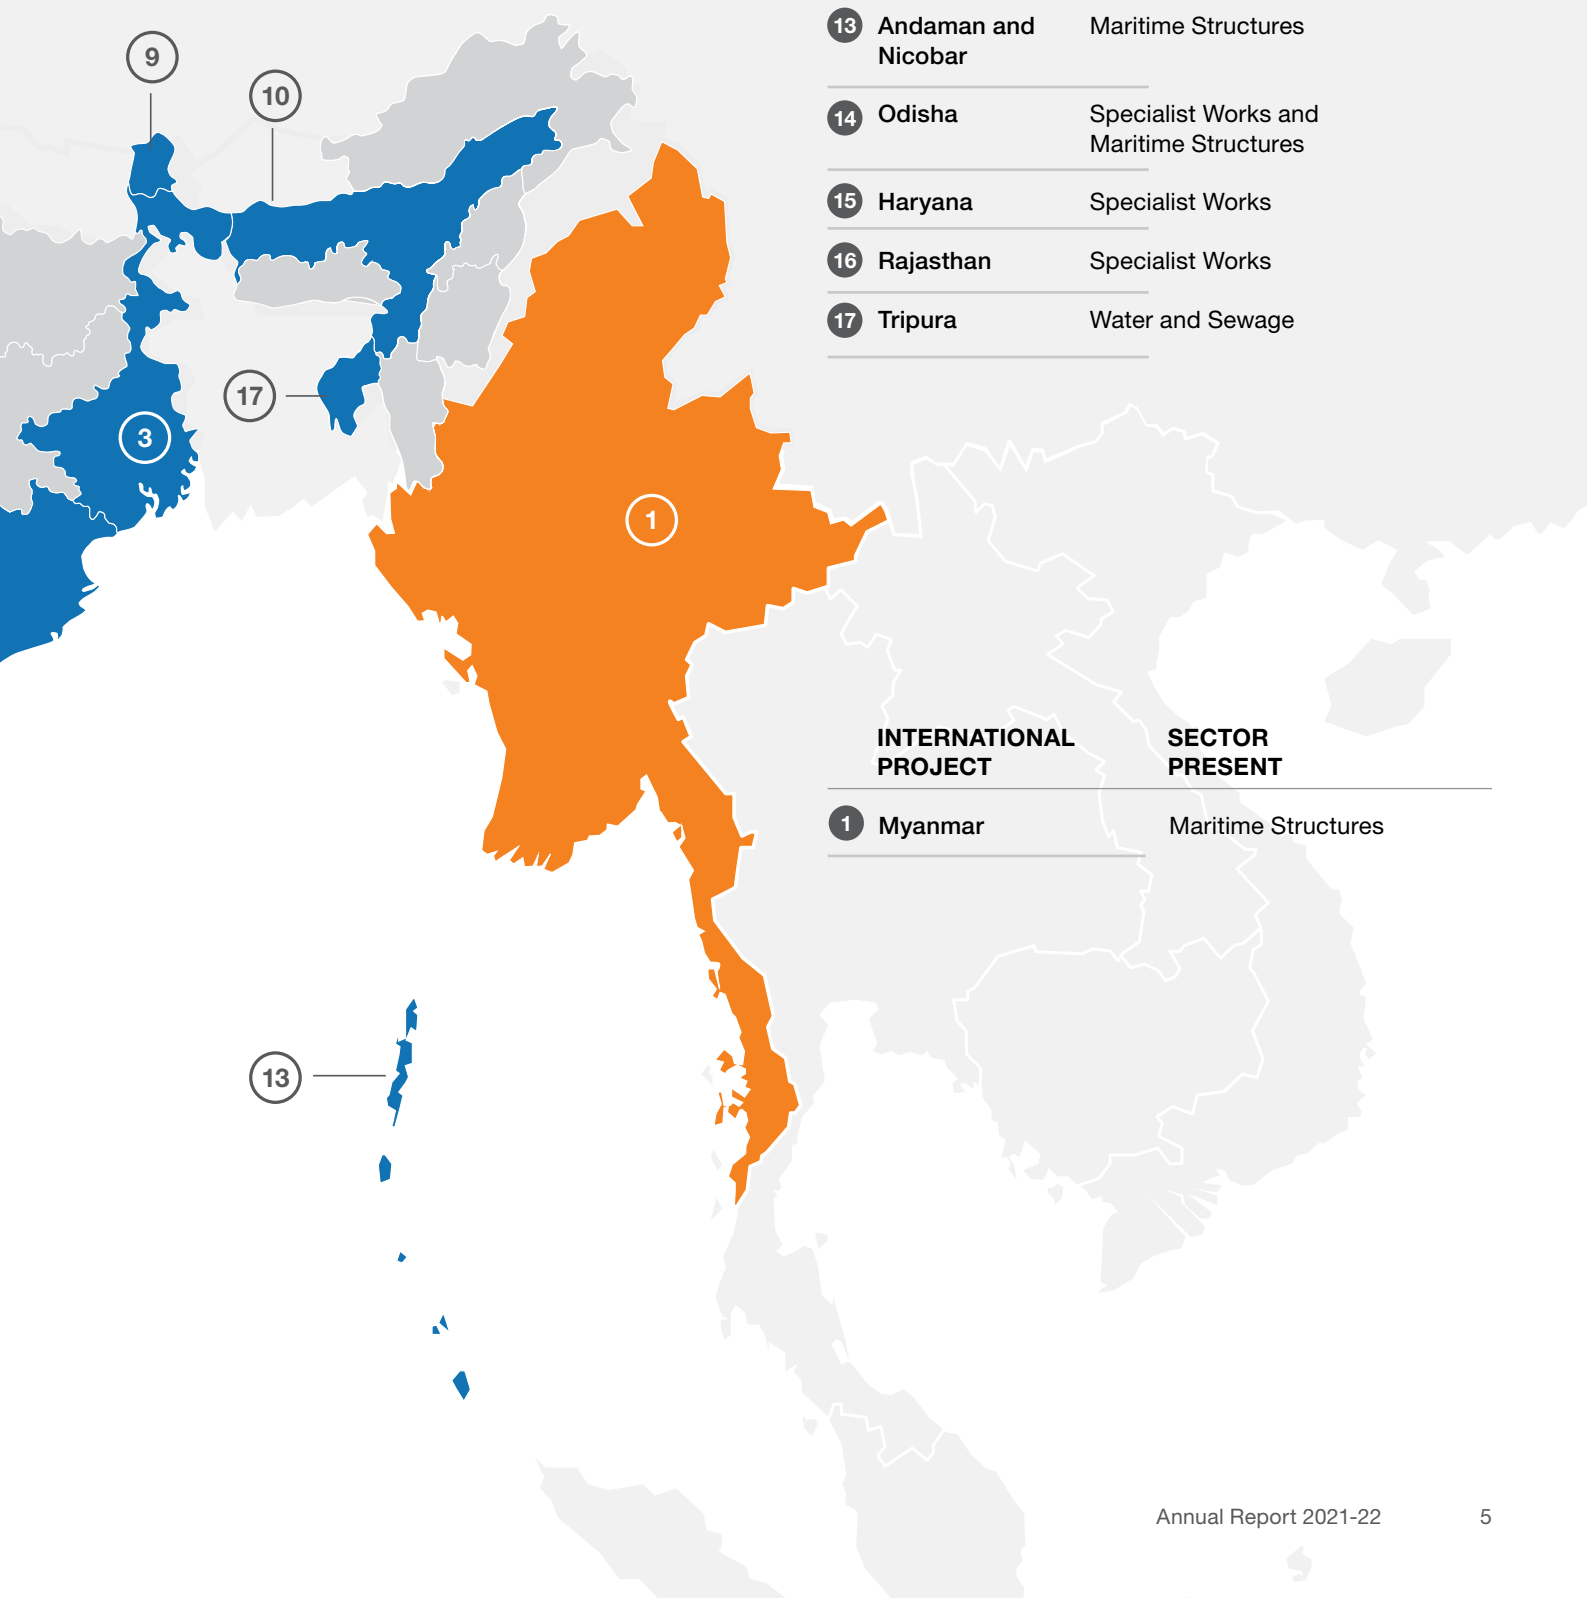 13 Andaman and Maritime Structures
Nicobar
14 Odisha Specialist Works and
Maritime Structures
15 Haryana Specialist Works
16 Rajasthan Specialist Works
17 Tripura Water and Sewage
9
10
17
3
1
INTERNATIONAL SECTOR
PROJECT PRESENT
1 Myanmar Maritime Structures
13
Annual Report 2021-22 5